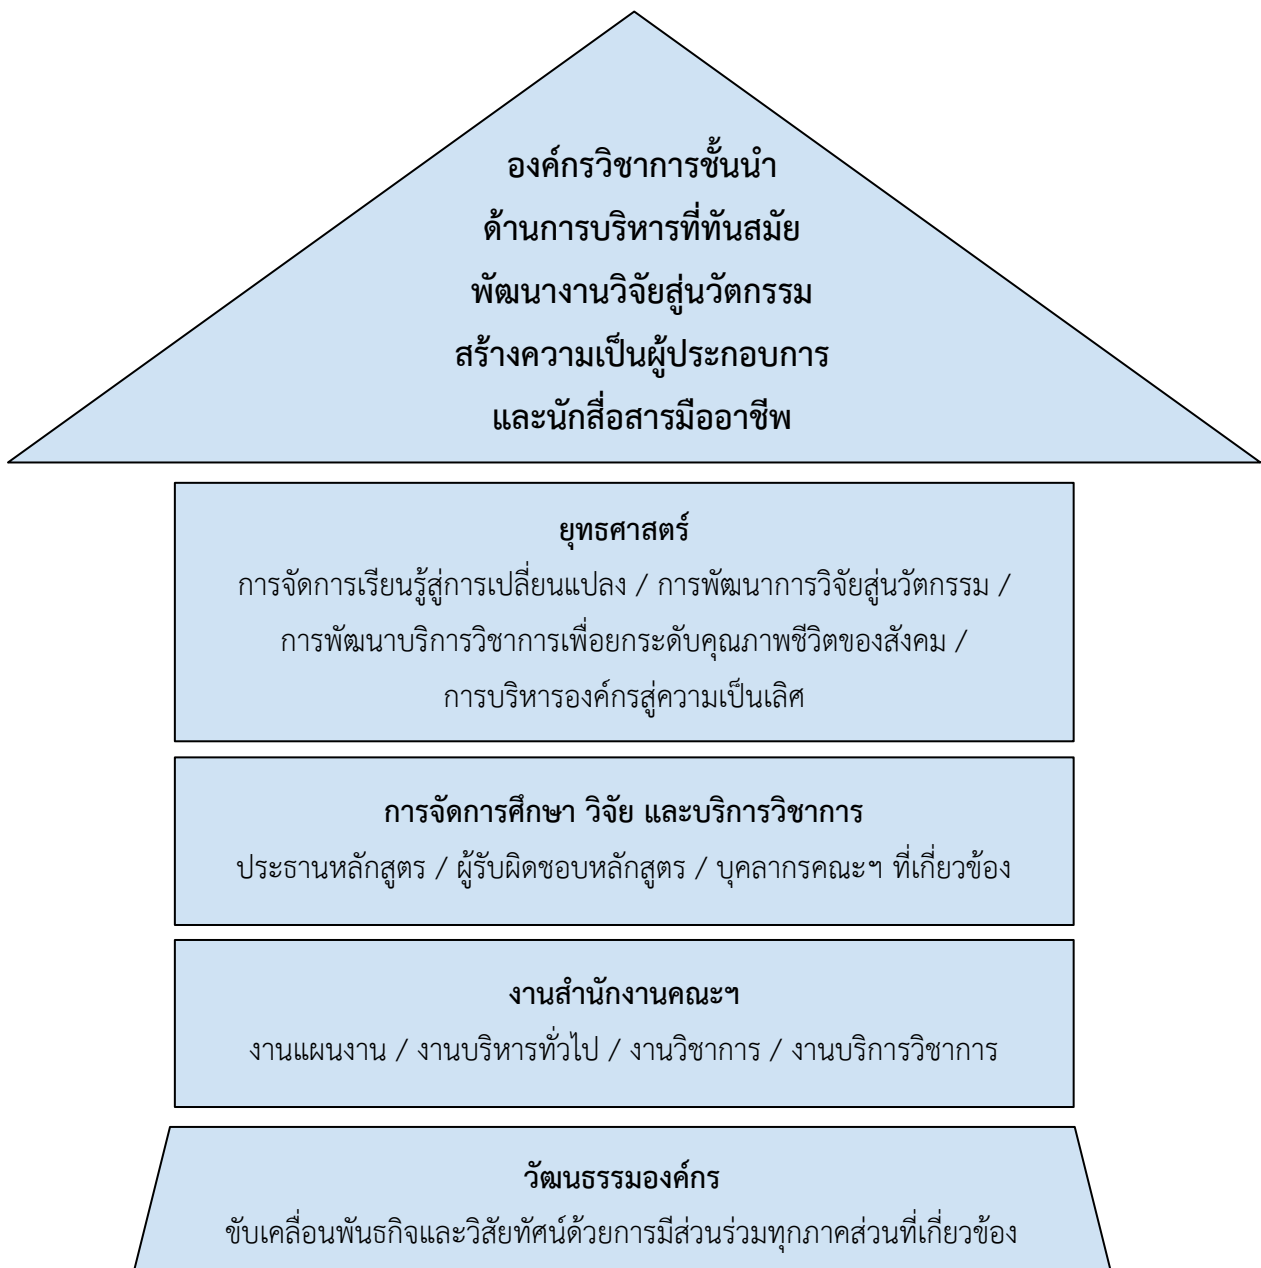 องค์กรวิชาการชั้นนำ
ด้านการบริหารที่ทันสมัย
พัฒนางานวิจัยสู่นวัตกรรม
สร้างความเป็นผู้ประกอบการ
และนักสื่อสารมืออาชีพ
ยุทธศาสตร์
การจัดการเรียนรู้สู่การเปลี่ยนแปลง / การพัฒนาการวิจัยสู่นวัตกรรม /
การพัฒนาบริการวิชาการเพื่อยกระดับคุณภาพชีวิตของสังคม /
การบริหารองค์กรสู่ความเป็นเลิศ
การจัดการศึกษา วิจัย และบริการวิชาการ
ประธานหลักสูตร / ผู้รับผิดชอบหลักสูตร / บุคลากรคณะฯ ที่เกี่ยวข้อง
งานสำนักงานคณะฯ
งานแผนงาน / งานบริหารทั่วไป / งานวิชาการ / งานบริการวิชาการ
วัฒนธรรมองค์กร
ขับเคลื่อนพันธกิจและวิสัยทัศน์ด้วยการมีส่วนร่วมทุกภาคส่วนที่เกี่ยวข้อง